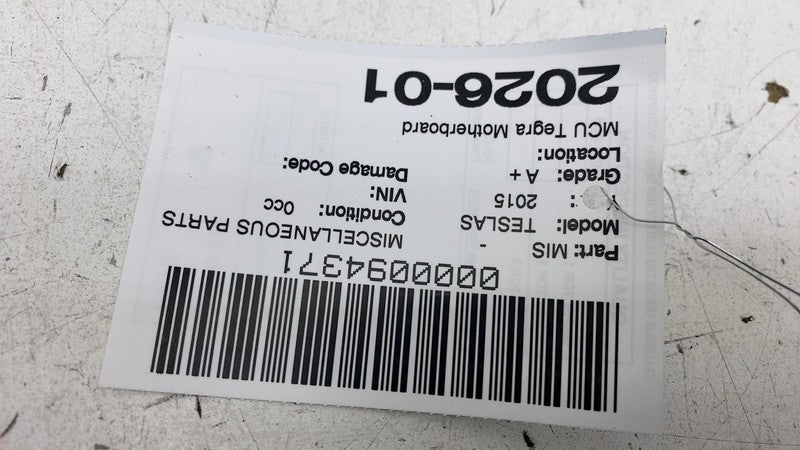 0000094371
Part: MIS - MISCELLANEOUS PARTS
Model: TESLAS Condition: 0cc
: 2015 VIN:
Grade: A+ Damage Code:
Location:
MCU Tegra Motherboard
2026-01